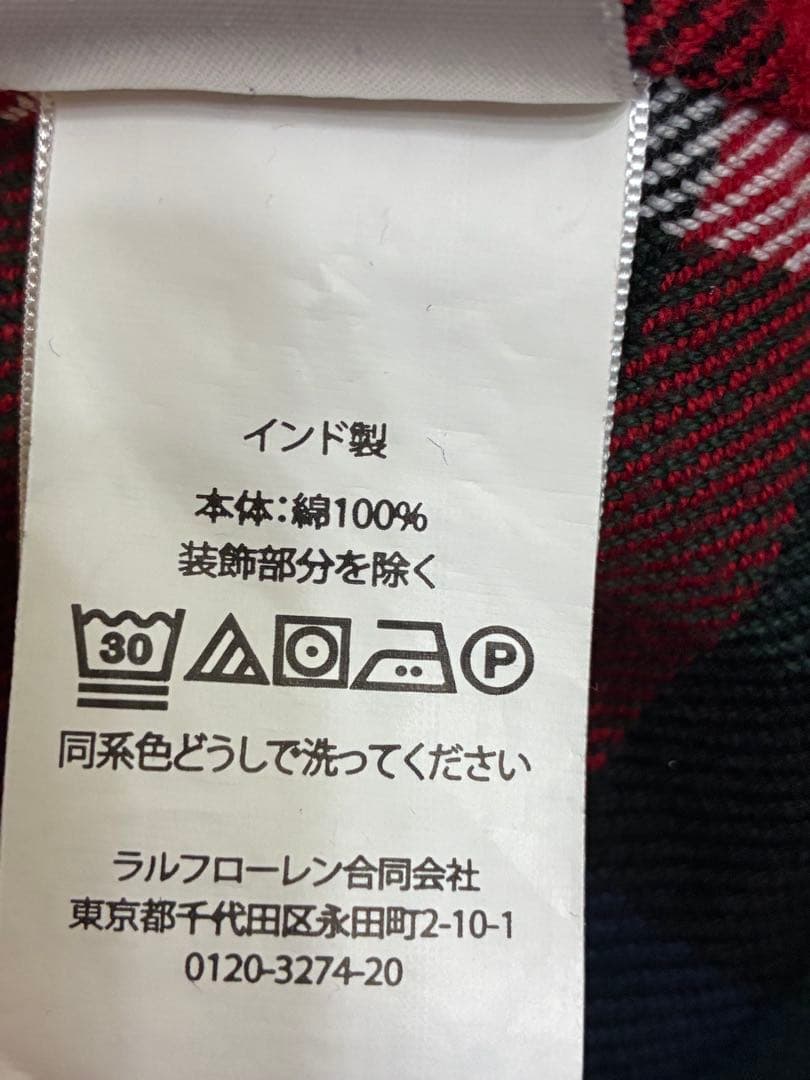 インド製
本体:綿100%
装飾部分を除く
30 P
同系色どうしで洗ってください
ラルフローレン合同会社
東京都千代田区永田町2-10-1
0120-3274-20